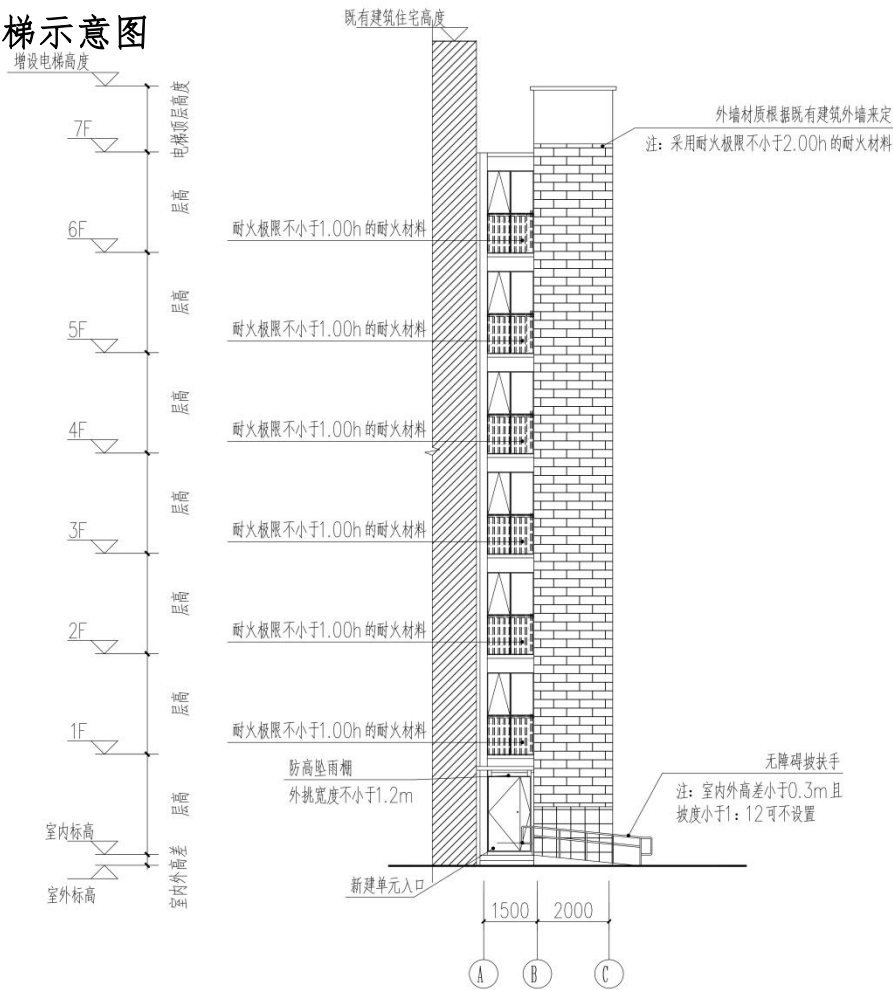 梯示意图
既有建筑住宅高度
增设电梯高度
电梯顶层高度
7F
外墙材质根据既有建筑外墙来定
注：采用耐火极限不小于2.00h的耐火材料
层高
6F
耐火极限不小于1.00h的耐火材料
层高
5F
耐火极限不小于1.00h的耐火材料
层高
4F
耐火极限不小于1.00h的耐火材料
层高
3F
耐火极限不小于1.00h的耐火材料
层高
2F
耐火极限不小于1.00h的耐火材料
层高
1F
耐火极限不小于1.00h的耐火材料
防高坠雨棚
外挑宽度不小于1.2m
无障碍坡扶手
注：室内外高差小于0.3m且
坡度小于1：12可不设置
层高
室内标高
室内外高差
室外标高
新建单元入口
1500
2000
A
B
C